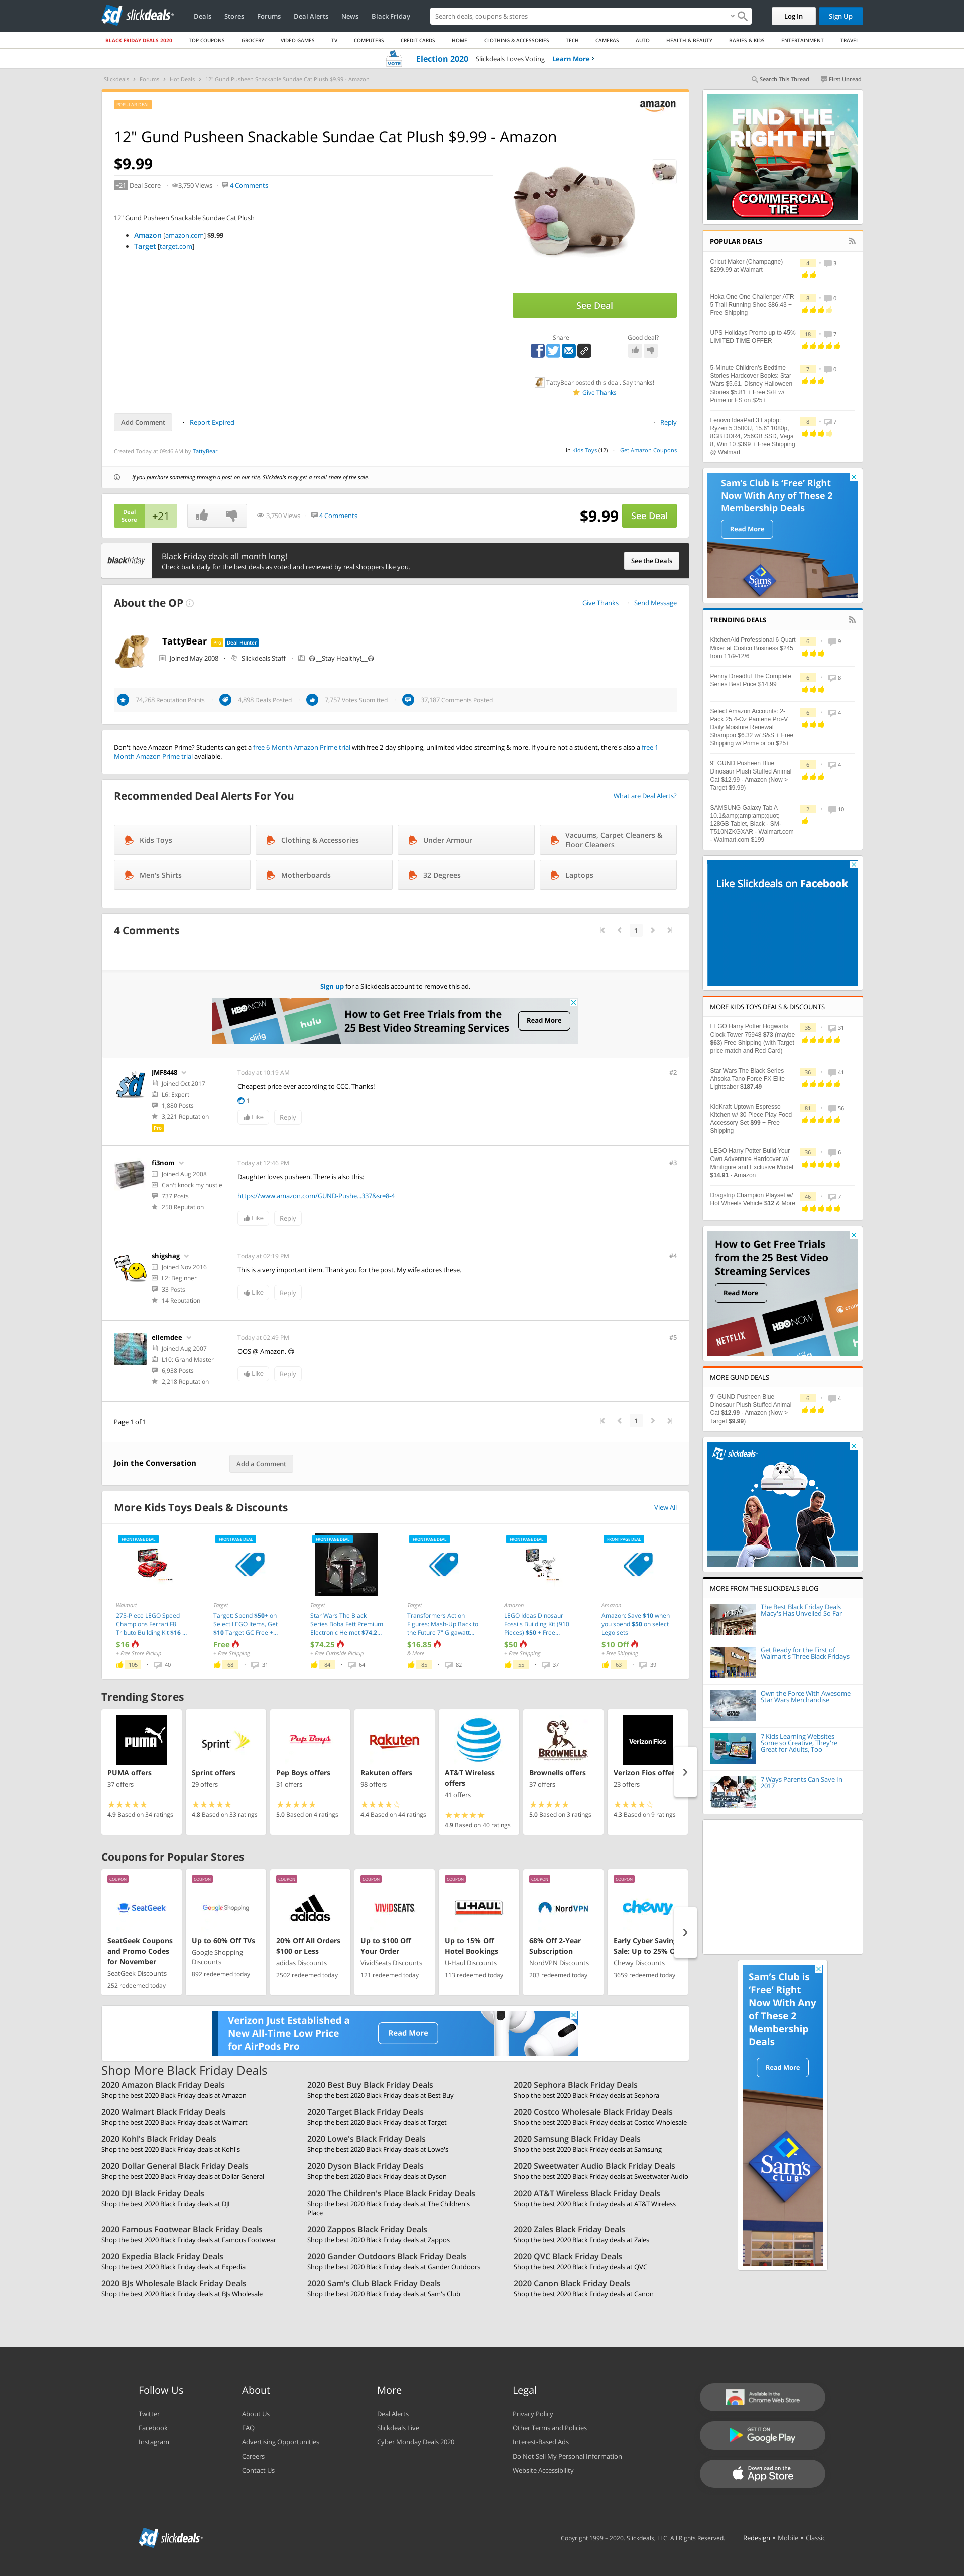 slickdeals
Deals Stores Forums Deal Alerts News Black Friday
Search deals, coupons & stores
Log In Sign Up
BLACK FRIDAY DEALS 2020 TOP COUPONS GROCERY VIDEO GAMES TV COMPUTERS CREDIT CARDS HOME CLOTHING & ACCESSORIES TECH CAMERAS AUTO HEALTH & BEAUTY BABIES & KIDS ENTERTAINMENT TRAVEL
VOTE Election 2020 Slickdeals Loves Voting Learn More >
Slickdeals > Forums > Hot Deals > 12" Gund Pusheen Snackable Sundae Cat Plush $9.99 - Amazon
Search This Thread First Unread
POPULAR DEAL
amazon
12" Gund Pusheen Snackable Sundae Cat Plush $9.99 - Amazon
$9.99
+21 Deal Score · 3,750 Views · 4 Comments
12" Gund Pusheen Snackable Sundae Cat Plush
• Amazon [amazon.com] $9.99
• Target [target.com]
See Deal
Share Good deal?
TattyBear posted this deal. Say thanks!
Give Thanks
Add Comment · Report Expired · Reply
Created Today at 09:46 AM by TattyBear
in Kids Toys (12) · Get Amazon Coupons
If you purchase something through a post on our site, Slickdeals may get a small share of the sale.
Deal
Score
+21
3,750 Views · 4 Comments
$9.99 See Deal
blackfriday
Black Friday deals all month long!
Check back daily for the best deals as voted and reviewed by real shoppers like you.
See the Deals
About the OP
Give Thanks · Send Message
TattyBear Pro Deal Hunter
Joined May 2008 · Slickdeals Staff · 😷__Stay Healthy!__😷
74,268 Reputation Points · 4,898 Deals Posted · 7,757 Votes Submitted · 37,187 Comments Posted
Don't have Amazon Prime? Students can get a free 6-Month Amazon Prime trial with free 2-day shipping, unlimited video streaming & more. If you're not a student, there's also a free 1-
Month Amazon Prime trial available.
Recommended Deal Alerts For You
What are Deal Alerts?
Kids Toys
Clothing & Accessories
Under Armour
Vacuums, Carpet Cleaners &
Floor Cleaners
Men's Shirts
Motherboards
32 Degrees
Laptops
4 Comments
1
Sign up for a Slickdeals account to remove this ad.
HBO NOW
sling
hulu
How to Get Free Trials from the
25 Best Video Streaming Services
Read More
JMF8448
Joined Oct 2017
L6: Expert
1,880 Posts
3,221 Reputation
Pro
Today at 10:19 AM
#2
Cheapest price ever according to CCC. Thanks!
1
Like Reply
fi3nom
Joined Aug 2008
Can't knock my hustle
737 Posts
250 Reputation
Today at 12:46 PM
#3
Daughter loves pusheen. There is also this:
https://www.amazon.com/GUND-Pushe...337&sr=8-4
Like Reply
shigshag
Joined Nov 2016
L2: Beginner
33 Posts
14 Reputation
Today at 02:19 PM
#4
This is a very important item. Thank you for the post. My wife adores these.
Like Reply
ellemdee
Joined Aug 2007
L10: Grand Master
6,938 Posts
2,218 Reputation
Today at 02:49 PM
#5
OOS @ Amazon. 😢
Like Reply
Page 1 of 1
1
Join the Conversation
Add a Comment
More Kids Toys Deals & Discounts
View All
FRONTPAGE DEAL
Walmart
275-Piece LEGO Speed
Champions Ferrari F8
Tributo Building Kit $16 ...
$16
+ Free Store Pickup
105 · 40
FRONTPAGE DEAL
Target
Target: Spend $50+ on
Select LEGO Items, Get
$10 Target GC Free +...
Free
+ Free Shipping
68 · 31
FRONTPAGE DEAL
Target
Star Wars The Black
Series Boba Fett Premium
Electronic Helmet $74.2...
$74.25
+ Free Curbside Pickup
84 · 64
FRONTPAGE DEAL
Target
Transformers Action
Figures: Mash-Up Back to
the Future 7" Gigawatt...
$16.85
& More
85 · 82
FRONTPAGE DEAL
Amazon
LEGO Ideas Dinosaur
Fossils Building Kit (910
Pieces) $50 + Free...
$50
+ Free Shipping
55 · 37
FRONTPAGE DEAL
Amazon
Amazon: Save $10 when
you spend $50 on select
Lego sets
$10 Off
+ Free Shipping
63 · 39
Trending Stores
PUMA
PUMA offers
37 offers
4.9 Based on 34 ratings
Sprint
Sprint offers
29 offers
4.8 Based on 33 ratings
Pep Boys
Pep Boys offers
31 offers
5.0 Based on 4 ratings
Rakuten
Rakuten offers
98 offers
4.4 Based on 44 ratings
AT&T Wireless
offers
41 offers
4.9 Based on 40 ratings
BROWNELLS
Brownells offers
37 offers
5.0 Based on 3 ratings
Verizon Fios
Verizon Fios offer
23 offers
4.3 Based on 9 ratings
Coupons for Popular Stores
COUPON
SeatGeek
SeatGeek Coupons
and Promo Codes
for November
SeatGeek Discounts
252 redeemed today
COUPON
Google Shopping
Up to 60% Off TVs
Google Shopping
Discounts
892 redeemed today
COUPON
adidas
20% Off All Orders
$100 or Less
adidas Discounts
2502 redeemed today
COUPON
VIVIDSEATS
Up to $100 Off
Your Order
VividSeats Discounts
121 redeemed today
COUPON
U-HAUL
Up to 15% Off
Hotel Bookings
U-Haul Discounts
113 redeemed today
COUPON
NordVPN
68% Off 2-Year
Subscription
NordVPN Discounts
203 redeemed today
COUPON
chewy
Early Cyber Saving
Sale: Up to 25% O
Chewy Discounts
3659 redeemed today
Verizon Just Established a
New All-Time Low Price
for AirPods Pro
Read More
Shop More Black Friday Deals
2020 Amazon Black Friday Deals
Shop the best 2020 Black Friday deals at Amazon
2020 Best Buy Black Friday Deals
Shop the best 2020 Black Friday deals at Best Buy
2020 Sephora Black Friday Deals
Shop the best 2020 Black Friday deals at Sephora
2020 Walmart Black Friday Deals
Shop the best 2020 Black Friday deals at Walmart
2020 Target Black Friday Deals
Shop the best 2020 Black Friday deals at Target
2020 Costco Wholesale Black Friday Deals
Shop the best 2020 Black Friday deals at Costco Wholesale
2020 Kohl's Black Friday Deals
Shop the best 2020 Black Friday deals at Kohl's
2020 Lowe's Black Friday Deals
Shop the best 2020 Black Friday deals at Lowe's
2020 Samsung Black Friday Deals
Shop the best 2020 Black Friday deals at Samsung
2020 Dollar General Black Friday Deals
Shop the best 2020 Black Friday deals at Dollar General
2020 Dyson Black Friday Deals
Shop the best 2020 Black Friday deals at Dyson
2020 Sweetwater Audio Black Friday Deals
Shop the best 2020 Black Friday deals at Sweetwater Audio
2020 DJI Black Friday Deals
Shop the best 2020 Black Friday deals at DJI
2020 The Children's Place Black Friday Deals
Shop the best 2020 Black Friday deals at The Children's
Place
2020 AT&T Wireless Black Friday Deals
Shop the best 2020 Black Friday deals at AT&T Wireless
2020 Famous Footwear Black Friday Deals
Shop the best 2020 Black Friday deals at Famous Footwear
2020 Zappos Black Friday Deals
Shop the best 2020 Black Friday deals at Zappos
2020 Zales Black Friday Deals
Shop the best 2020 Black Friday deals at Zales
2020 Expedia Black Friday Deals
Shop the best 2020 Black Friday deals at Expedia
2020 Gander Outdoors Black Friday Deals
Shop the best 2020 Black Friday deals at Gander Outdoors
2020 QVC Black Friday Deals
Shop the best 2020 Black Friday deals at QVC
2020 BJs Wholesale Black Friday Deals
Shop the best 2020 Black Friday deals at BJs Wholesale
2020 Sam's Club Black Friday Deals
Shop the best 2020 Black Friday deals at Sam's Club
2020 Canon Black Friday Deals
Shop the best 2020 Black Friday deals at Canon
FIND THE
RIGHT FIT
COMMERCIAL
TIRE
POPULAR DEALS
Cricut Maker (Champagne)
$299.99 at Walmart
4 · 3
Hoka One One Challenger ATR
5 Trail Running Shoe $86.43 +
Free Shipping
8 · 0
UPS Holidays Promo up to 45%
LIMITED TIME OFFER
18 · 7
5-Minute Children's Bedtime
Stories Hardcover Books: Star
Wars $5.61, Disney Halloween
Stories $5.81 + Free S/H w/
Prime or FS on $25+
7 · 0
Lenovo IdeaPad 3 Laptop:
Ryzen 5 3500U, 15.6" 1080p,
8GB DDR4, 256GB SSD, Vega
8, Win 10 $399 + Free Shipping
@ Walmart
8 · 7
Sam's Club is 'Free' Right
Now With Any of These 2
Membership Deals
Read More
Sam's
CLUB
TRENDING DEALS
KitchenAid Professional 6 Quart
Mixer at Costco Business $245
from 11/9-12/6
6 · 9
Penny Dreadful The Complete
Series Best Price $14.99
6 · 8
Select Amazon Accounts: 2-
Pack 25.4-Oz Pantene Pro-V
Daily Moisture Renewal
Shampoo $6.32 w/ S&S + Free
Shipping w/ Prime or on $25+
6 · 4
9" GUND Pusheen Blue
Dinosaur Plush Stuffed Animal
Cat $12.99 - Amazon (Now >
Target $9.99)
6 · 4
SAMSUNG Galaxy Tab A
10.1&amp;amp;amp;quot;
128GB Tablet, Black - SM-
T510NZKGXAR - Walmart.com
- Walmart.com $199
2 · 10
Like Slickdeals on Facebook
MORE KIDS TOYS DEALS & DISCOUNTS
LEGO Harry Potter Hogwarts
Clock Tower 75948 $73 (maybe
$63) Free Shipping (with Target
price match and Red Card)
35 · 31
Star Wars The Black Series
Ahsoka Tano Force FX Elite
Lightsaber $187.49
36 · 41
KidKraft Uptown Espresso
Kitchen w/ 30 Piece Play Food
Accessory Set $99 + Free
Shipping
81 · 56
LEGO Harry Potter Build Your
Own Adventure Hardcover w/
Minifigure and Exclusive Model
$14.91 - Amazon
36 · 6
Dragstrip Champion Playset w/
Hot Wheels Vehicle $12 & More
46 · 7
How to Get Free Trials
from the 25 Best Video
Streaming Services
Read More
NETFLIX
HBO NOW
crunchy
MORE GUND DEALS
9" GUND Pusheen Blue
Dinosaur Plush Stuffed Animal
Cat $12.99 - Amazon (Now >
Target $9.99)
6 · 4
slickdeals
MORE FROM THE SLICKDEALS BLOG
The Best Black Friday Deals
Macy's Has Unveiled So Far
Get Ready for the First of
Walmart's Three Black Fridays
Own the Force With Awesome
Star Wars Merchandise
7 Kids Learning Websites --
Some so Creative, They're
Great for Adults, Too
7 Ways Parents Can Save In
2017
Sam's Club is
'Free' Right
Now With Any
of These 2
Membership
Deals
Read More
Sam's
CLUB
Follow Us
Twitter
Facebook
Instagram
About
About Us
FAQ
Advertising Opportunities
Careers
Contact Us
More
Deal Alerts
Slickdeals Live
Cyber Monday Deals 2020
Legal
Privacy Policy
Other Terms and Policies
Interest-Based Ads
Do Not Sell My Personal Information
Website Accessibility
Available in the
Chrome Web Store
GET IT ON
Google Play
Download on the
App Store
slickdeals
Copyright 1999 – 2020. Slickdeals, LLC. All Rights Reserved. Redesign • Mobile • Classic